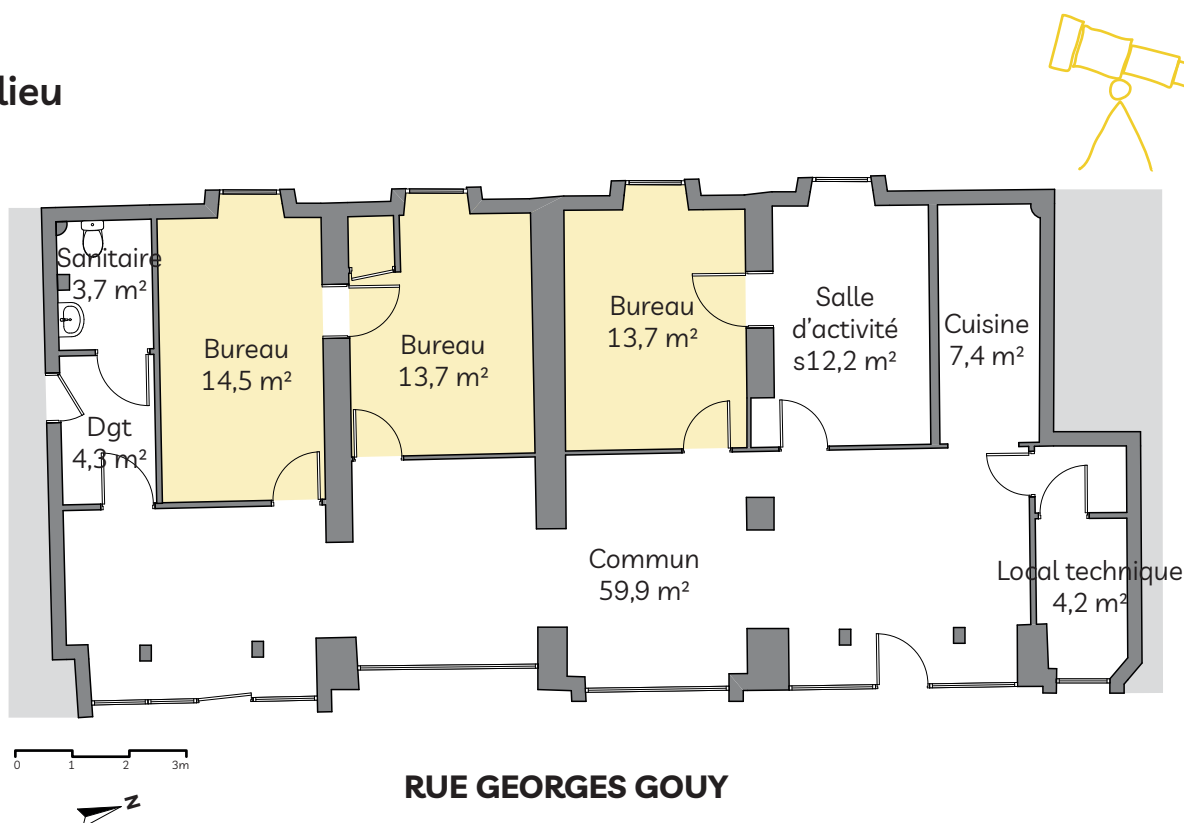 lieu
Sanitaire
3,7 m²
Bureau
14,5 m²
Bureau
13,7 m²
Bureau
13,7 m²
Salle
d’activité
s12,2 m²
Cuisine
7,4 m²
Dgt
4,3 m²
Commun
59,9 m²
Local technique
4,2 m²
0 1 2 3m
N
RUE GEORGES GOUY